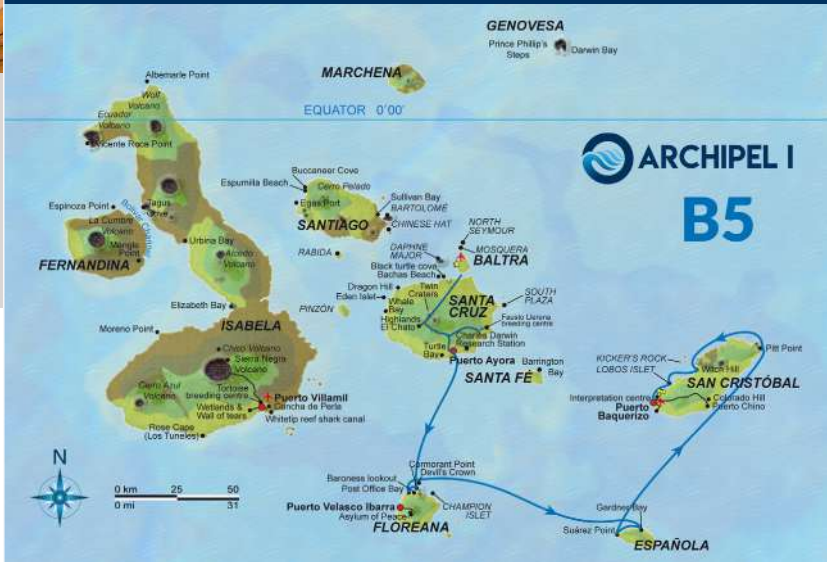 GENOVESA
Prince Phillip's
Steps
Darwin Bay
MARCHENA
Albemarle Point
Wolf
Volcano
EQUATOR 0'00'
Ecuador
Volcano
Vicente Roca Point
ARCHIPEL I
B5
Buccaneer Cove
Espumilla Beach
Cerro Pelado
Egas Port
Sullivan Bay
BARTOLOMÉ
CHINESE HAT
SANTIAGO
Espinoza Point
Tagus
Cove
Bolivar Channel
La Cumbre
Volcano
Mangle
Point
FERNANDINA
Urbina Bay
Alcedo
Volcano
RABIDA
NORTH
SEYMOUR
MOSQUERA
DAPHNE
MAJOR
BALTRA
Black turtle cove
Bachas Beach
Dragon Hill
Eden Islet
Whale
Bay
Twin
Craters
SANTA
CRUZ
SOUTH
PLAZA
Highlands
El Chato
Fausto Llerena
breeding centre
Charles Darwin
Research Station
Turtle
Bay
Puerto Ayora
PINZÓN
Elizabeth Bay
Moreno Point
ISABELA
Barrington
Bay
SANTA FÉ
Chico Volcano
Sierra Negra
Volcano
Cerro Azul
Volcano
Tortoise
breeding centre
Puerto Villamil
Concha de Perla
Wetlands &
Wall of tears
Whitetip reef shark canal
Rose Cape
(Los Tuneles)
KICKER'S ROCK
LOBOS ISLET
Pitt Point
Witch Hill
SAN CRISTÓBAL
Interpretation centre
Puerto
Baquerizo
Colorado Hill
Puerto Chino
N
0 km 25 50
0 mi 31
Cormorant Point
Devil's Crown
Baroness lookout
Post Office Bay
Puerto Velasco Ibarra
Asylum of Peace
CHAMPION
ISLET
FLOREANA
Gardner Bay
Suárez Point
ESPAÑOLA